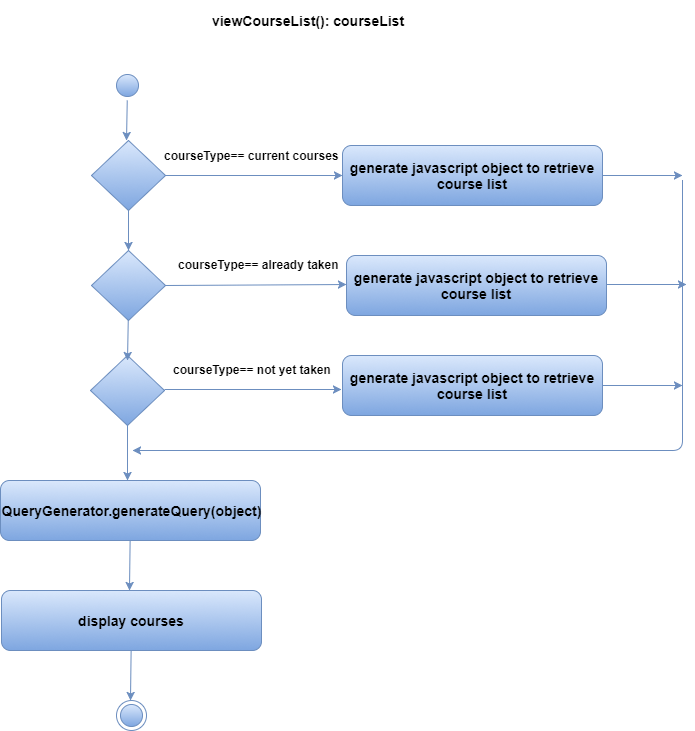 viewCourseList(): courseList
courseType== current courses
generate javascript object to retrieve
course list
courseType== already taken
generate javascript object to retrieve
course list
courseType== not yet taken
generate javascript object to retrieve
course list
QueryGenerator.generateQuery(object)
display courses